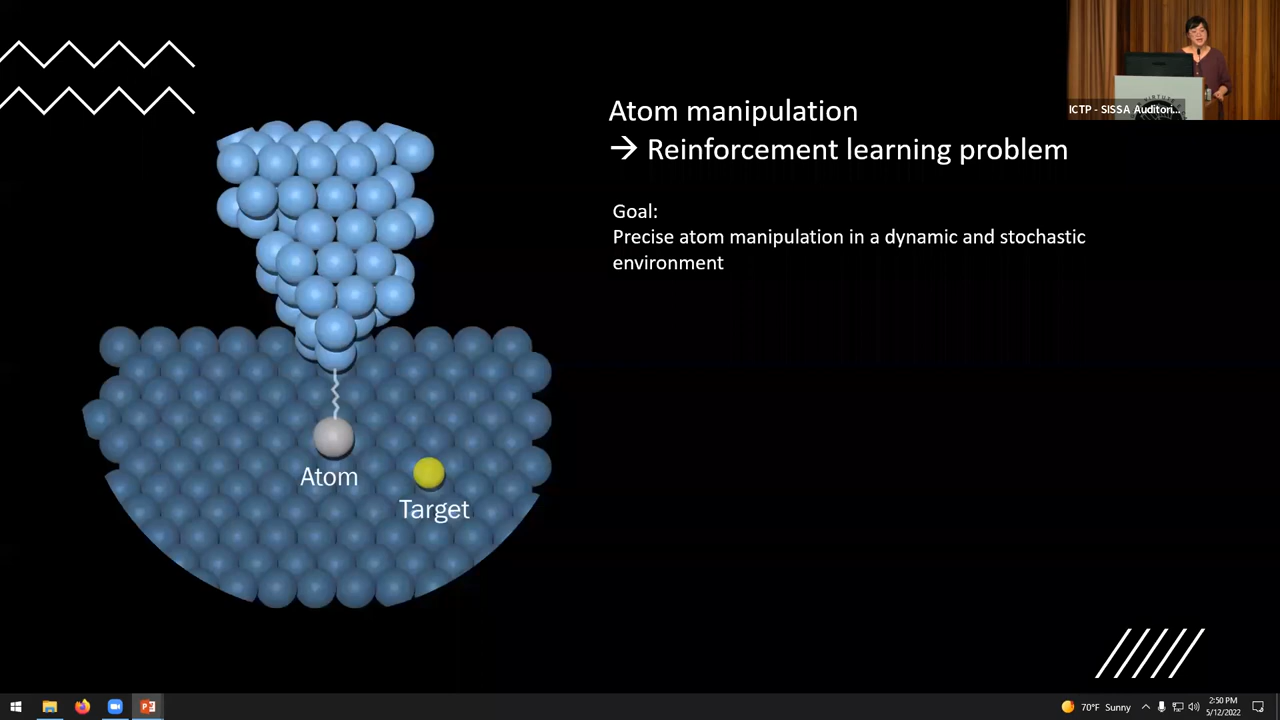 Atom manipulation
→ Reinforcement learning problem
Goal:
Precise atom manipulation in a dynamic and stochastic
environment
Atom
Target
ICTP - SISSA Auditori...
70°F Sunny
2:50 PM
5/12/2022